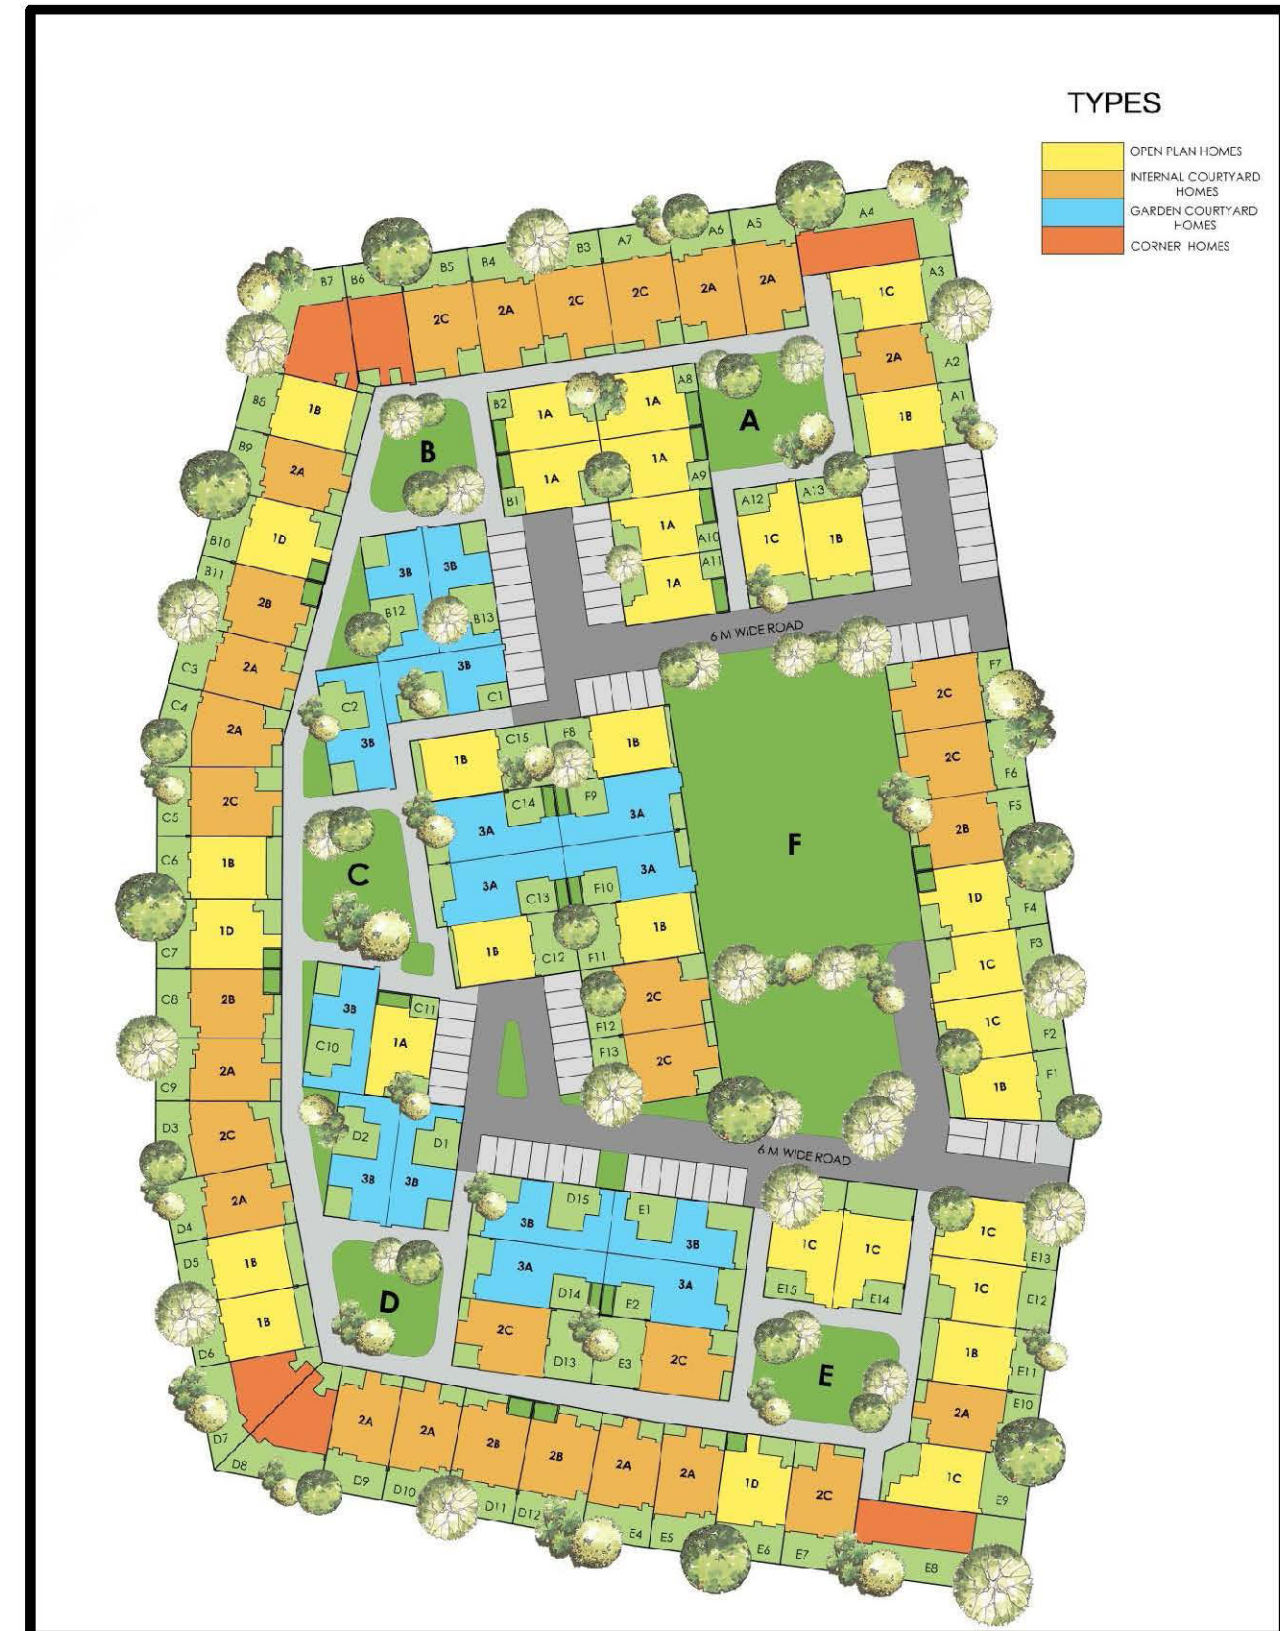 TYPES
OPEN PLAN HOMES
INTERNAL COURTYARD
HOMES
GARDEN COURTYARD
HOMES
CORNER HOMES
B7 B6 B5 B4 B3 A7 A6 A5 A4
2C 2A 2C 2C 2A 2A
1C A3
2A A2
1B A1
B8 1B
B9 2A
B10 1D
B11 2B
B2 1A 1A A8
B1 1A 1A A9
1A A10
1A A11
A
B
A12 A13
1C 1B
3B 3B
B12 B13
3B C1
C2 3B
6 M WIDE ROAD
C3 2A
C4 2A
C5 2C
C6 1B
C7 1D
C8 2B
C9 2A
1B C15 F8 1B
C14 F9
3A 3A
3A C13 F10 3A
1B C12 F11 1B
C
F
2C F7
2C F6
2B F5
1D F4
1C F3
1C F2
1B F1
2C F12
2C F13
3B C11
C10 1A
D2 D1
3B 3B
6 M WIDE ROAD
D3 2C
D4 2A
D5 1B
D6 1B
D
3B D15 E1 3B
3A D14 E2 3A
2C D13 E3 2C
1C 1C
E15 E14
1C E13
1C E12
1B E11
2A E10
1C E9
E
2A 2A 2B 2B 2A 2A 1D 2C
D7 D8 D9 D10 D11 D12 E4 E5 E6 E7 E8